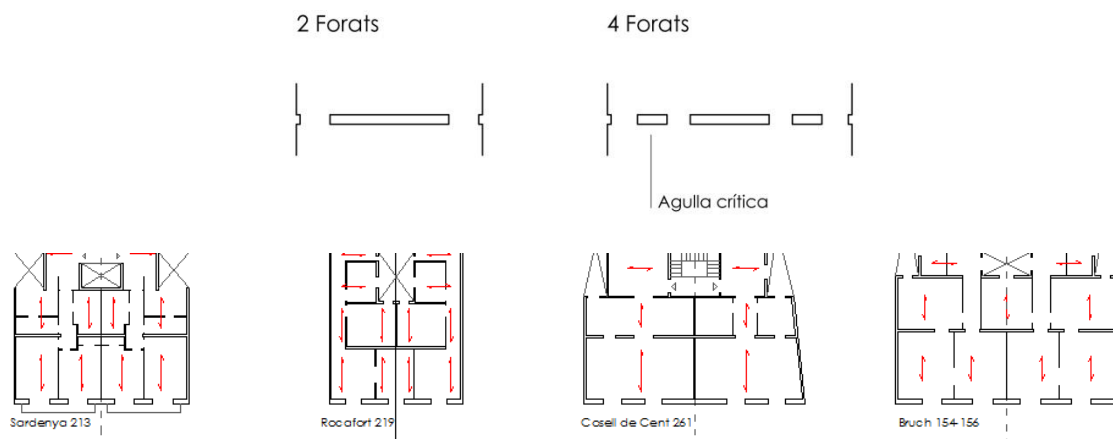 2 Forats
4 Forats
Agulla crítica
Sardenya 213
Rocafort 219
Casell de Cent 261
Bruch 154-156